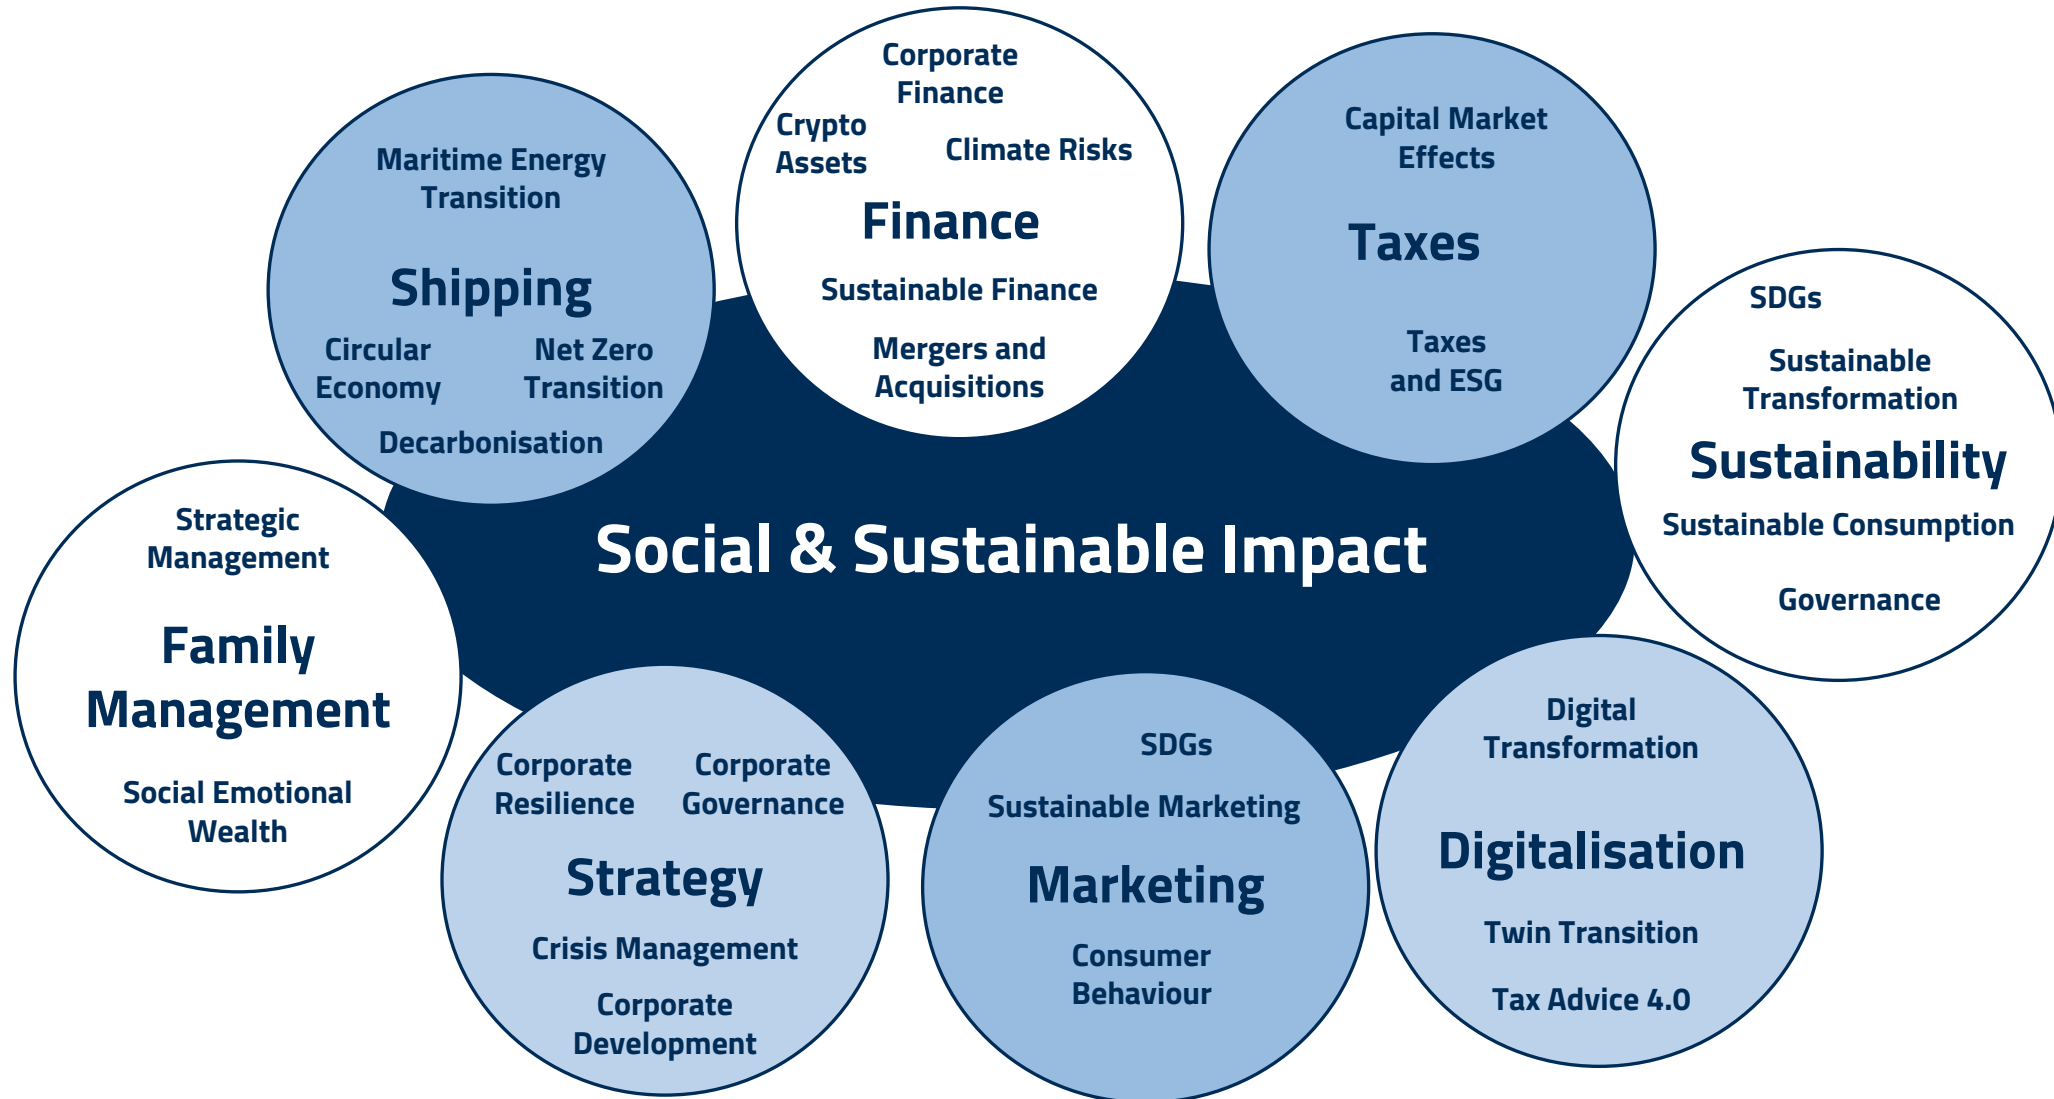 Corporate
Finance
Crypto
Assets
Climate Risks
Finance
Sustainable Finance
Mergers and
Acquisitions
Capital Market
Effects
Taxes
Taxes
and ESG
Maritime Energy
Transition
Shipping
Circular
Economy
Net Zero
Transition
Decarbonisation
SDGs
Sustainable
Transformation
Sustainability
Sustainable Consumption
Governance
Social & Sustainable Impact
Strategic
Management
Family
Management
Social Emotional
Wealth
Corporate
Resilience
Corporate
Governance
Strategy
Crisis Management
Corporate
Development
SDGs
Sustainable Marketing
Marketing
Consumer
Behaviour
Digital
Transformation
Digitalisation
Twin Transition
Tax Advice 4.0